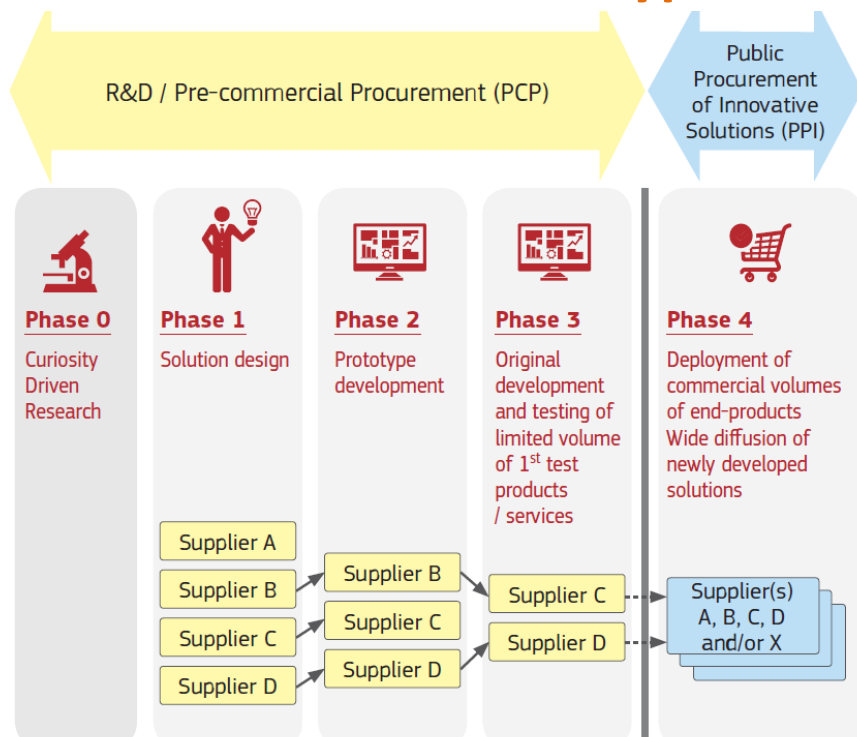 R&D / Pre-commercial Procurement (PCP)
Public
Procurement
of Innovative
Solutions (PPI)
Phase 0
Curiosity
Driven
Research
Phase 1
Solution design
Phase 2
Prototype
development
Phase 3
Original
development
and testing of
limited volume
of 1st test
products
/ services
Phase 4
Deployment of
commercial volumes
of end-products
Wide diffusion of
newly developed
solutions
Supplier A
Supplier B
Supplier C
Supplier D
Supplier B
Supplier C
Supplier D
Supplier C
Supplier D
Supplier(s)
A, B, C, D
and/or X